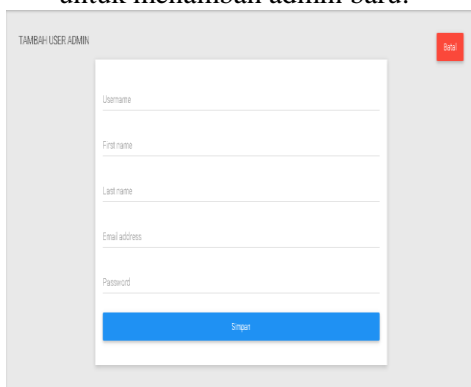 untuk menambah admin baru.
TAMBAH USER ADMIN
Batal
Username
First name
Last name
Email address
Password
Simpan